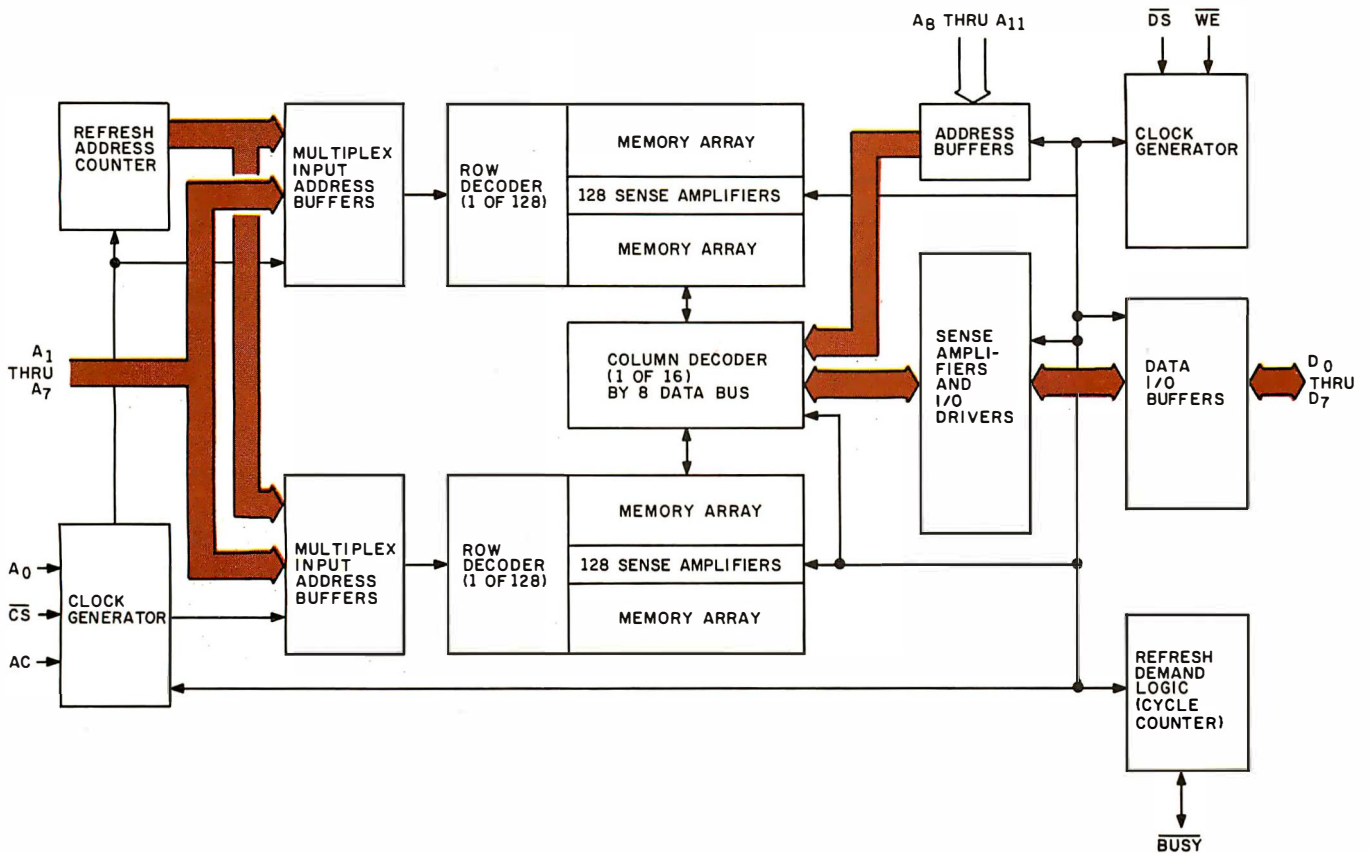 A8 THRU A11
DS
WE
REFRESH
ADDRESS
COUNTER
MULTIPLEX
INPUT
ADDRESS
BUFFERS
ROW
DECODER
(1 OF 128)
MEMORY ARRAY
128 SENSE AMPLIFIERS
MEMORY ARRAY
ADDRESS
BUFFERS
CLOCK
GENERATOR
A1
THRU
A7
COLUMN DECODER
(1 OF 16)
BY 8 DATA BUS
SENSE
AMPLI-
FIERS
AND
I/O
DRIVERS
DATA
I/O
BUFFERS
D0
THRU
D7
A0
CS
AC
CLOCK
GENERATOR
MULTIPLEX
INPUT
ADDRESS
BUFFERS
ROW
DECODER
(1 OF 128)
MEMORY ARRAY
128 SENSE AMPLIFIERS
MEMORY ARRAY
REFRESH
DEMAND
LOGIC
(CYCLE
COUNTER)
BUSY